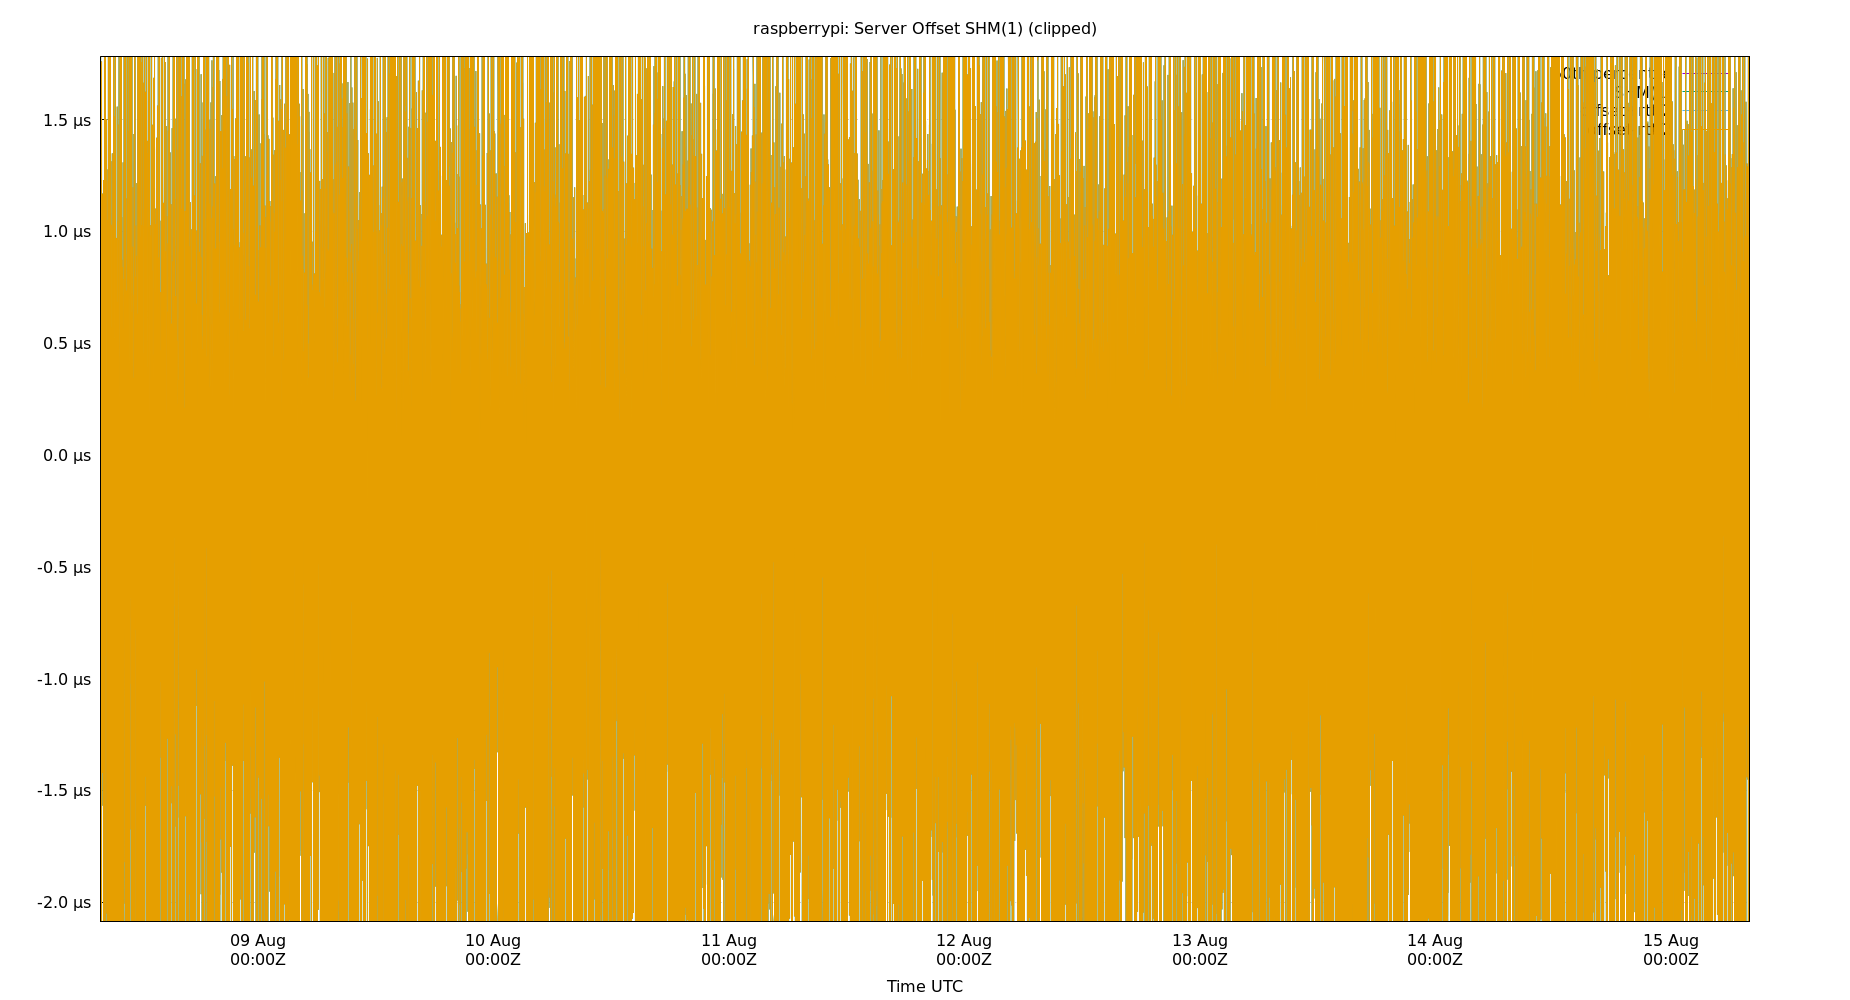 raspberrypi: Server Offset SHM(1) (clipped)
1.5 µs
1.0 µs
0.5 µs
0.0 µs
-0.5 µs
-1.0 µs
-1.5 µs
-2.0 µs
09 Aug 10 Aug 11 Aug 12 Aug 13 Aug 14 Aug 15 Aug
00:00Z 00:00Z 00:00Z 00:00Z 00:00Z 00:00Z 00:00Z
Time UTC